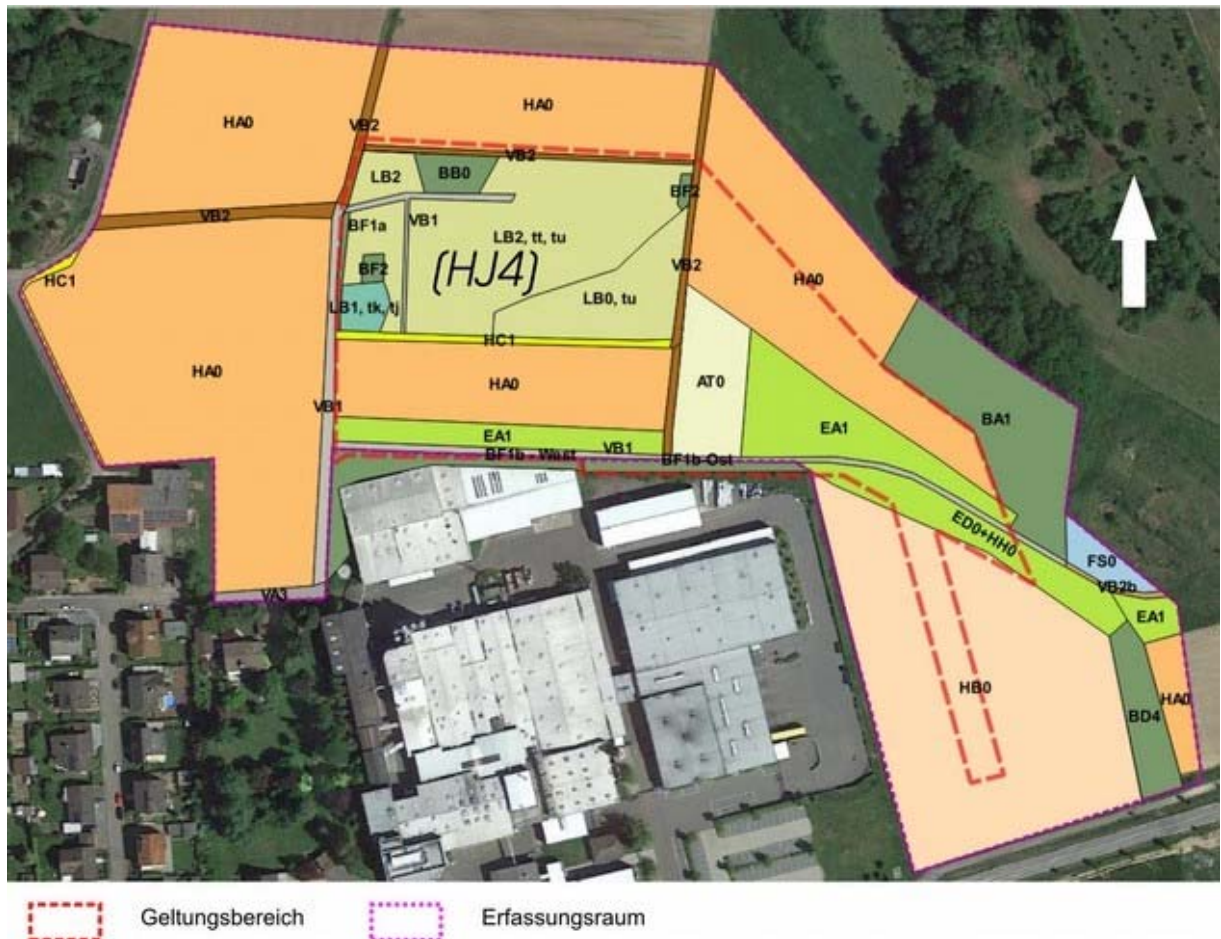 HA0
HA0
VB2
VB2
BB0
LB2
BF2
VB2
BF1a
VB1
LB2, tt, tu
(HJ4)
VB2
HA0
HC1
BF2
LB0, tu
LB1, tk, tj
HC1
HA0
HA0
AT0
VB1
BA1
EA1
EA1
VB1
BF1b - West
BF1b-Ost
ED0+HH0
FS0
VB2b
VA3
EA1
HB0
BD4
HA0
Geltungsbereich
Erfassungsraum